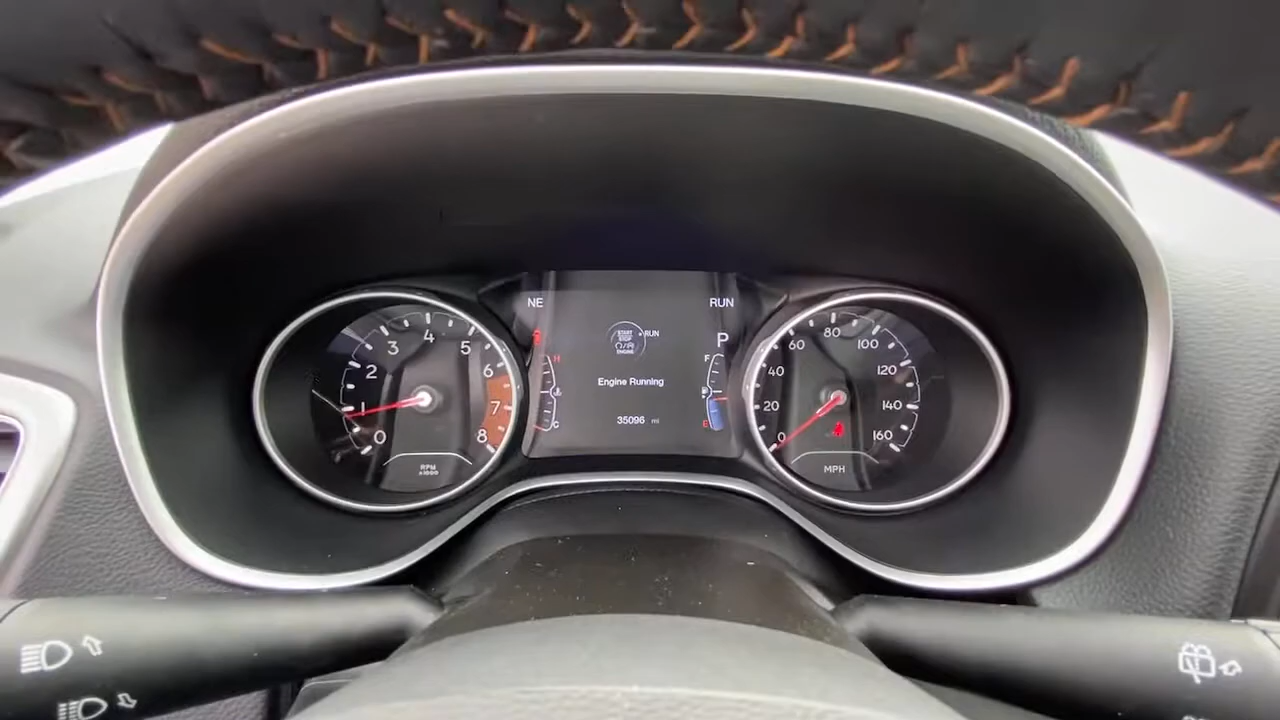 NE
RUN
START
STOP
ENGINE
RUN
P
Engine Running
35096 mi
H
C
F
E
0
1
2
3
4
5
6
7
8
RPM
x1000
0
20
40
60
80
100
120
140
160
MPH